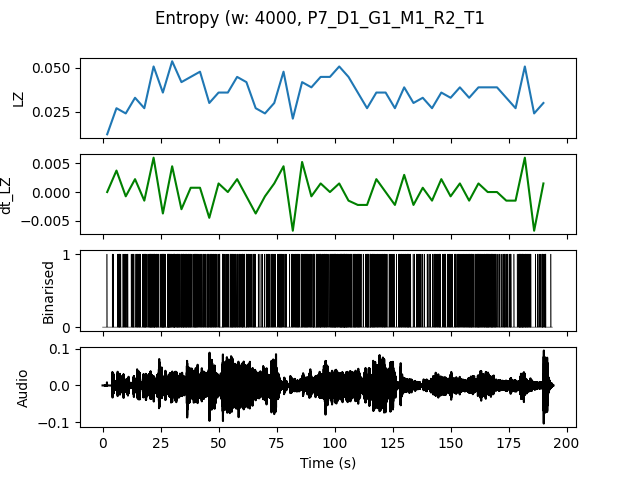 Entropy (w: 4000, P7_D1_G1_M1_R2_T1
0.050
0.025
LZ
0.005
0.000
−0.005
dt_LZ
1
0
Binarised
0.1
0.0
−0.1
Audio
0 25 50 75 100 125 150 175 200
Time (s)